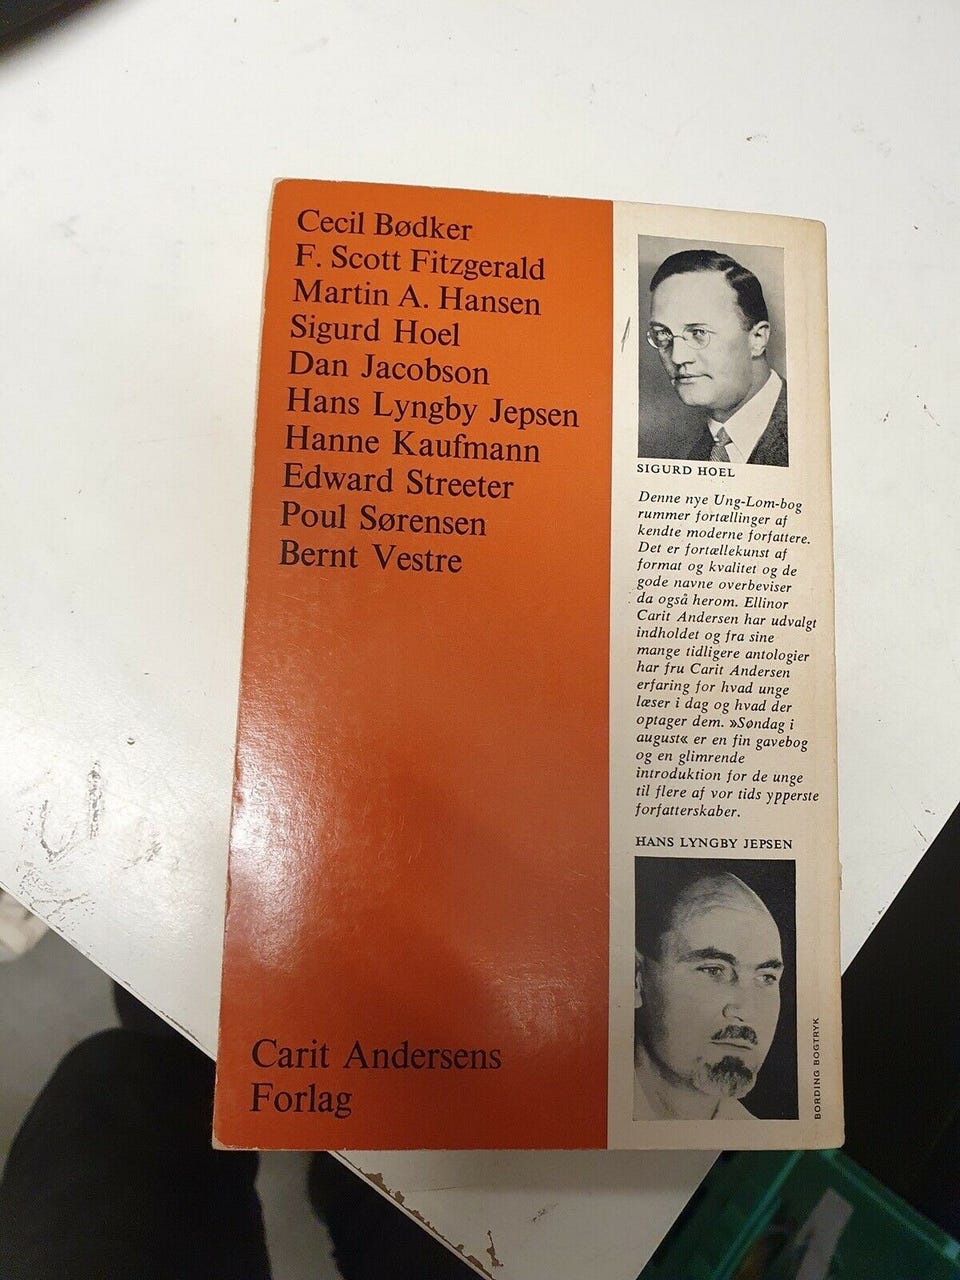 Cecil Bødker
F. Scott Fitzgerald
Martin A. Hansen
Sigurd Hoel
Dan Jacobson
Hans Lyngby Jepsen
Hanne Kaufmann
Edward Streeter
Poul Sørensen
Bernt Vestre
Carit Andersens
Forlag
SIGURD HOEL
Denne nye Ung-Lom-bog
rummer fortællinger af
kendte moderne forfattere.
Det er fortællekunst af
format og kvalitet og de
gode navne overbeviser
da også herom. Ellinor
Carit Andersen har udvalgt
indholdet og fra sine
mange tidligere antologier
har fru Carit Andersen
erfaring for hvad unge
læser i dag og hvad der
optager dem. »Søndag i
august« er en fin gavebog
og en glimrende
introduktion for de unge
til flere af vor tids ypperste
forfatterskaber.
HANS LYNGBY JEPSEN
BORDING BOGTRYK